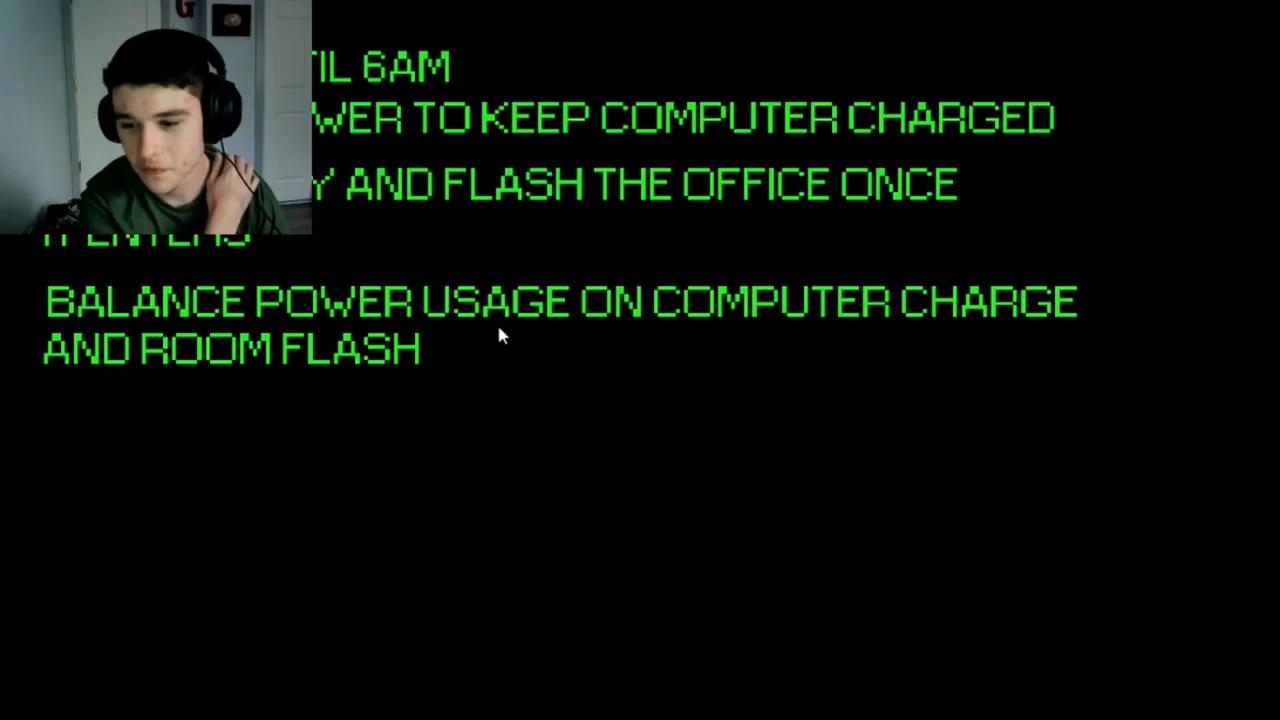 TIL 6AM
WER TO KEEP COMPUTER CHARGED
Y AND FLASH THE OFFICE ONCE
BALANCE POWER USAGE ON COMPUTER CHARGE
AND ROOM FLASH